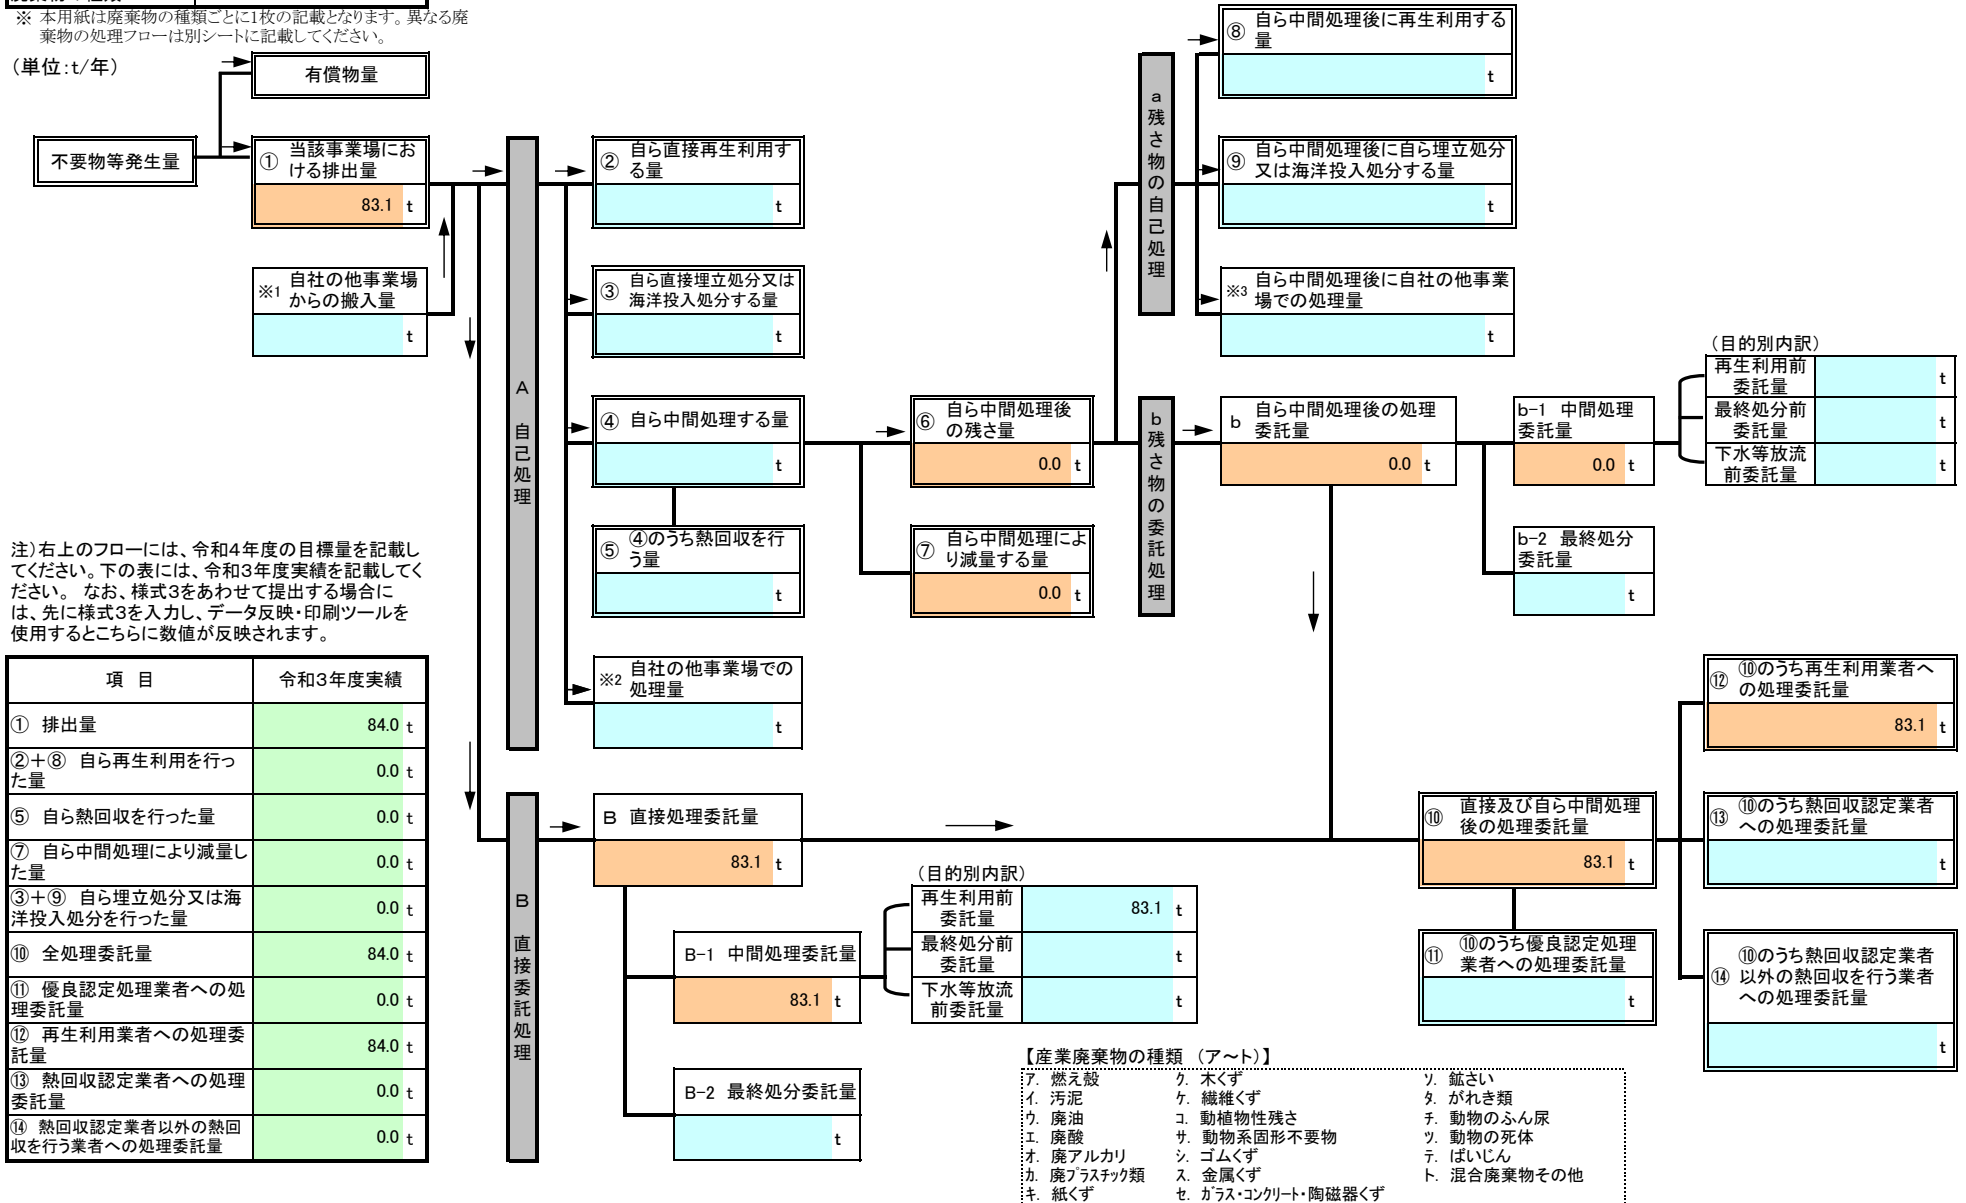 ※ 本用紙は廃棄物の種類ごとに1枚の記載となります。異なる廃
棄物の処理フローは別シートに記載してください。
(単位:t/年)
有償物量
不要物等発生量
① 当該事業場にお
ける排出量
83.1 t
※1 自社の他事業場
からの搬入量
t
A 自己処理
② 自ら直接再生利用す
る量
t
③ 自ら直接埋立処分又は
海洋投入処分する量
t
④ 自ら中間処理する量
t
⑤ ④のうち熱回収を行
う量
t
※2 自社の他事業場での
処理量
t
⑥ 自ら中間処理後
の残さ量
0.0 t
⑦ 自ら中間処理によ
り減量する量
0.0 t
a 残さ物の自己処理
⑧ 自ら中間処理後に再生利用する
量
t
⑨ 自ら中間処理後に自ら埋立処分
又は海洋投入処分する量
t
※3 自ら中間処理後に自社の他事業
場での処理量
t
b 残さ物の委託処理
b 自ら中間処理後の処理
委託量
0.0 t
b-1 中間処理
委託量
0.0 t
(目的別内訳)
再生利用前
委託量
t
最終処分前
委託量
t
下水等放流
前委託量
t
b-2 最終処分
委託量
t
注)右上のフローには、令和4年度の目標量を記載し
てください。下の表には、令和3年度実績を記載してく
ださい。 なお、様式3をあわせて提出する場合に
は、先に様式3を入力し、データ反映・印刷ツールを
使用するとこちらに数値が反映されます。
項 目 令和3年度実績
① 排出量 84.0 t
②+⑧ 自ら再生利用を行っ
た量 0.0 t
⑤ 自ら熱回収を行った量 0.0 t
⑦ 自ら中間処理により減量し
た量 0.0 t
③+⑨ 自ら埋立処分又は海
洋投入処分を行った量 0.0 t
⑩ 全処理委託量 84.0 t
⑪ 優良認定処理業者への処
理委託量 0.0 t
⑫ 再生利用業者への処理委
託量 84.0 t
⑬ 熱回収認定業者への処理
委託量 0.0 t
⑭ 熱回収認定業者以外の熱回
収を行う業者への処理委託量 0.0 t
B 直接委託処理
B 直接処理委託量
83.1 t
B-1 中間処理委託量
83.1 t
(目的別内訳)
再生利用前
委託量
83.1 t
最終処分前
委託量
t
下水等放流
前委託量
t
B-2 最終処分委託量
t
⑩ 直接及び自ら中間処理
後の処理委託量
83.1 t
⑪ ⑩のうち優良認定処理
業者への処理委託量
t
⑫ ⑩のうち再生利用業者へ
の処理委託量
83.1 t
⑬ ⑩のうち熱回収認定業者
への処理委託量
t
⑭ ⑩のうち熱回収認定業者
以外の熱回収を行う業者
への処理委託量
t
【産業廃棄物の種類 (ア~ト)】
ア. 燃え殻 ク. 木くず ソ. 鉱さい
イ. 汚泥 ケ. 繊維くず タ. がれき類
ウ. 廃油 コ. 動植物性残さ チ. 動物のふん尿
エ. 廃酸 サ. 動物系固形不要物 ツ. 動物の死体
オ. 廃アルカリ シ. ゴムくず テ. ばいじん
カ. 廃プラスチック類 ス. 金属くず ト. 混合廃棄物その他
キ. 紙くず セ. ガラス・コンクリート・陶磁器くず